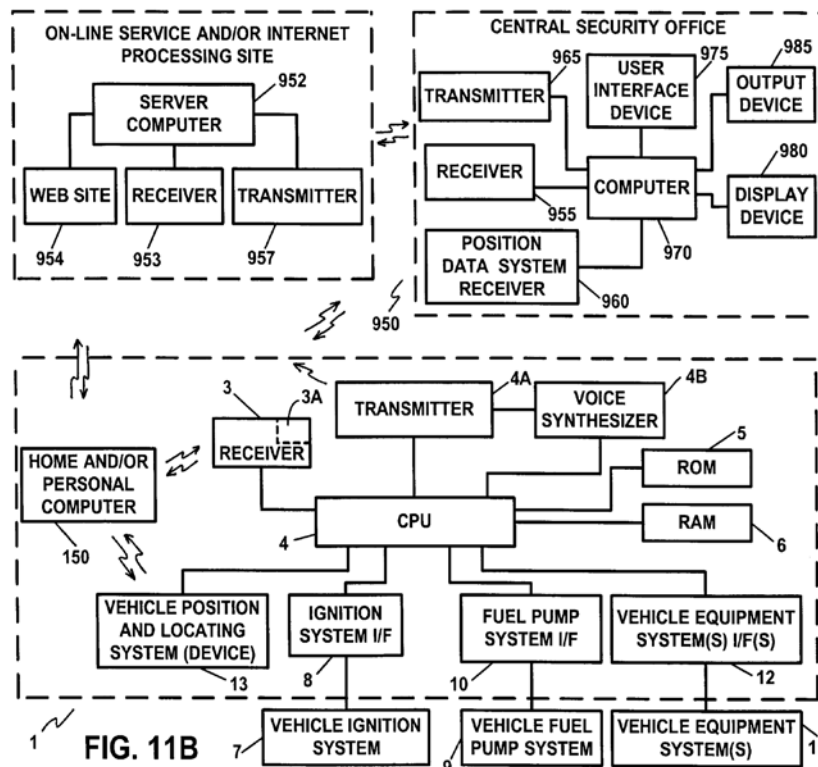 ON-LINE SERVICE AND/OR INTERNET
PROCESSING SITE
952
SERVER
COMPUTER
WEB SITE
RECEIVER
TRANSMITTER
954
953
957
CENTRAL SECURITY OFFICE
965
975
985
TRANSMITTER
USER
INTERFACE
DEVICE
OUTPUT
DEVICE
RECEIVER
955
COMPUTER
970
980
DISPLAY
DEVICE
POSITION
DATA SYSTEM
RECEIVER
960
950
3
3A
RECEIVER
4A
TRANSMITTER
4B
VOICE
SYNTHESIZER
5
ROM
HOME AND/OR
PERSONAL
COMPUTER
150
CPU
4
RAM
6
VEHICLE POSITION
AND LOCATING
SYSTEM (DEVICE)
13
IGNITION
SYSTEM I/F
8
FUEL PUMP
SYSTEM I/F
10
VEHICLE EQUIPMENT
SYSTEM(S) I/F(S)
12
1
FIG. 11B
7
VEHICLE IGNITION
SYSTEM
VEHICLE FUEL
PUMP SYSTEM
VEHICLE EQUIPMENT
SYSTEM(S)